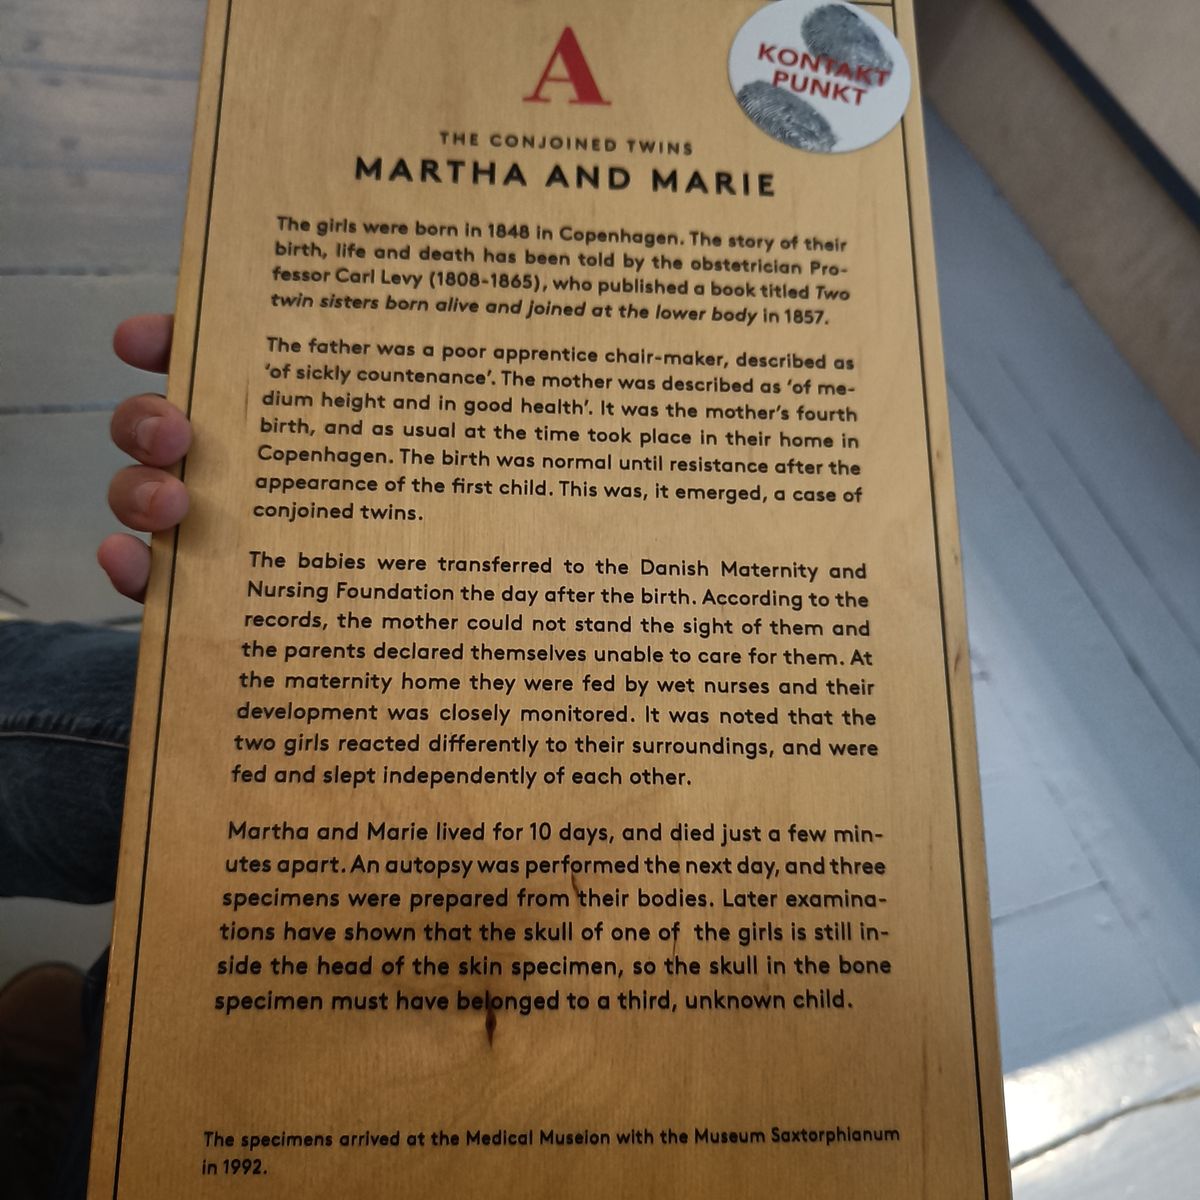 A
KONTAKT
PUNKT
THE CONJOINED TWINS
MARTHA AND MARIE
The girls were born in 1848 in Copenhagen. The story of their
birth, life and death has been told by the obstetrician Pro-
fessor Carl Levy (1808-1865), who published a book titled Two
twin sisters born alive and joined at the lower body in 1857.
The father was a poor apprentice chair-maker, described as
‘of sickly countenance’. The mother was described as ‘of me-
dium height and in good health’. It was the mother’s fourth
birth, and as usual at the time took place in their home in
Copenhagen. The birth was normal until resistance after the
appearance of the first child. This was, it emerged, a case of
conjoined twins.
The babies were transferred to the Danish Maternity and
Nursing Foundation the day after the birth. According to the
records, the mother could not stand the sight of them and
the parents declared themselves unable to care for them. At
the maternity home they were fed by wet nurses and their
development was closely monitored. It was noted that the
two girls reacted differently to their surroundings, and were
fed and slept independently of each other.
Martha and Marie lived for 10 days, and died just a few min-
utes apart. An autopsy was performed the next day, and three
specimens were prepared from their bodies. Later examina-
tions have shown that the skull of one of the girls is still in-
side the head of the skin specimen, so the skull in the bone
specimen must have belonged to a third, unknown child.
The specimens arrived at the Medical Museion with the Museum Saxtorphianum
in 1992.